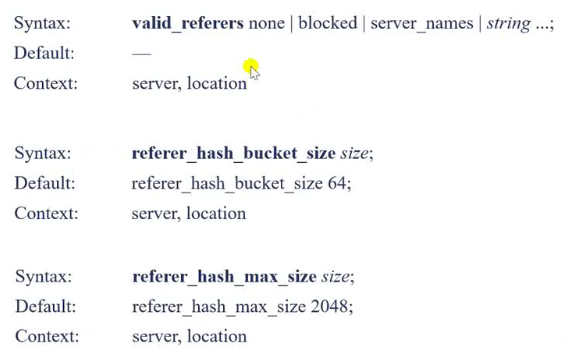 Syntax: valid_referers none | blocked | server_names | string ...;
Default: —
Context: server, location
Syntax: referer_hash_bucket_size size;
Default: referer_hash_bucket_size 64;
Context: server, location
Syntax: referer_hash_max_size size;
Default: referer_hash_max_size 2048;
Context: server, location